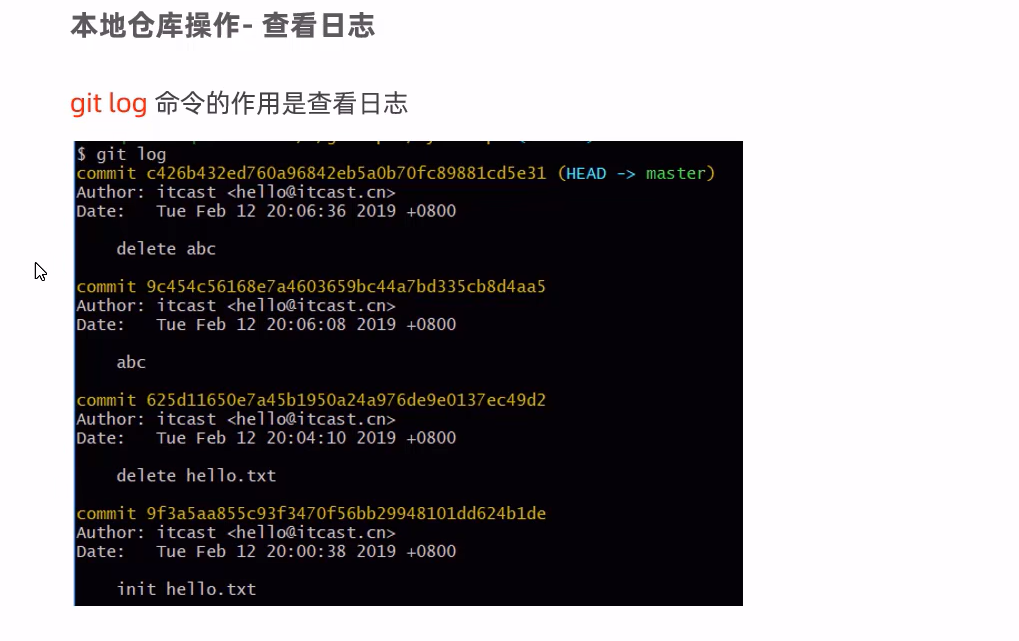 本地仓库操作- 查看日志
git log 命令的作用是查看日志
$ git log
commit c426b432ed760a96842eb5a0b70fc89881cd5e31 (HEAD -> master)
Author: itcast <hello@itcast.cn>
Date:   Tue Feb 12 20:06:36 2019 +0800
delete abc
commit 9c454c56168e7a4603659bc44a7bd335cb8d4aa5
Author: itcast <hello@itcast.cn>
Date:   Tue Feb 12 20:06:08 2019 +0800
abc
commit 625d11650e7a45b1950a24a976de9e0137ec49d2
Author: itcast <hello@itcast.cn>
Date:   Tue Feb 12 20:04:10 2019 +0800
delete hello.txt
commit 9f3a5aa855c93f3470f56bb29948101dd624b1de
Author: itcast <hello@itcast.cn>
Date:   Tue Feb 12 20:00:38 2019 +0800
init hello.txt